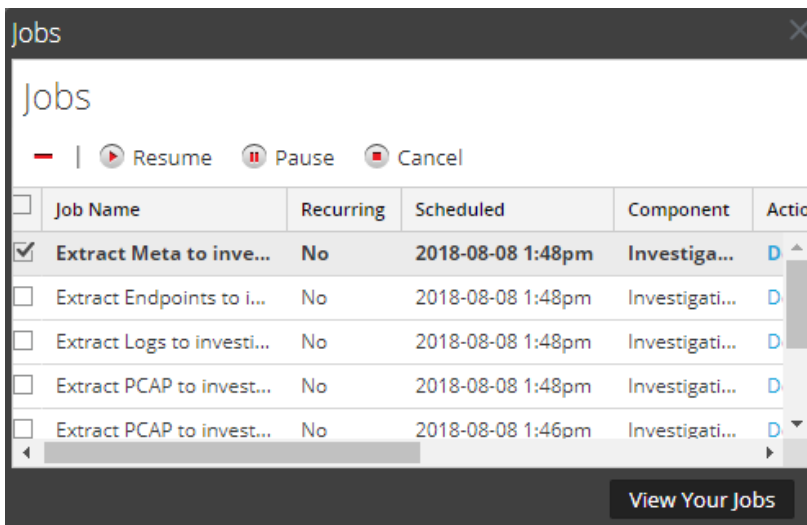 Jobs
Jobs
Resume Pause Cancel
Job Name Recurring Scheduled Component Actio
Extract Meta to inve... No 2018-08-08 1:48pm Investiga... D
Extract Endpoints to i... No 2018-08-08 1:48pm Investigati... D
Extract Logs to investi... No 2018-08-08 1:48pm Investigati... D
Extract PCAP to invest... No 2018-08-08 1:48pm Investigati... D
Extract PCAP to invest... No 2018-08-08 1:46pm Investigati... D
View Your Jobs